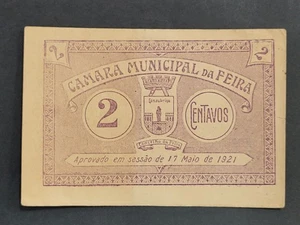 2
2
CAMARA MUNICIPAL DA FEIRA
2
CENTAVOS
Aprovado em sessão de 17 Maio de 1921